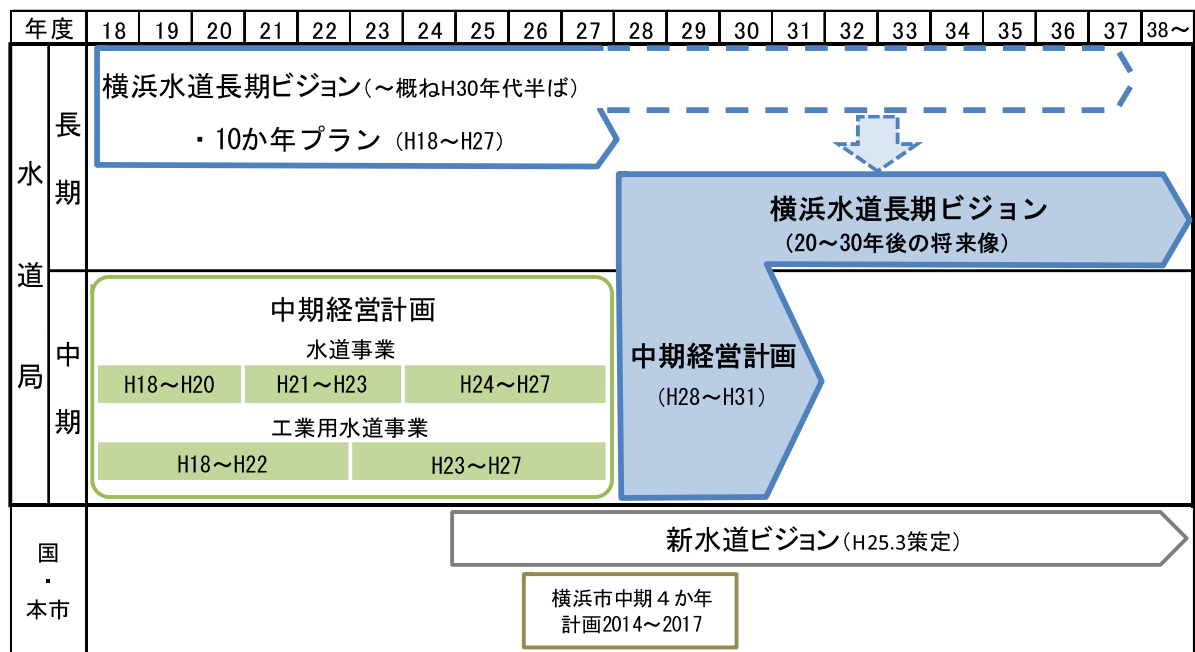 年度 18 19 20 21 22 23 24 25 26 27 28 29 30 31 32 33 34 35 36 37 38～
水道局
長期
横浜水道長期ビジョン（～概ねH30年代半ば）
・10か年プラン（H18～H27）
横浜水道長期ビジョン
（20～30年後の将来像）
中期
中期経営計画
水道事業
H18～H20 H21～H23 H24～H27
工業用水道事業
H18～H22 H23～H27
中期経営計画
（H28～H31）
国・本市
新水道ビジョン（H25.3策定）
横浜市中期４か年
計画2014～2017